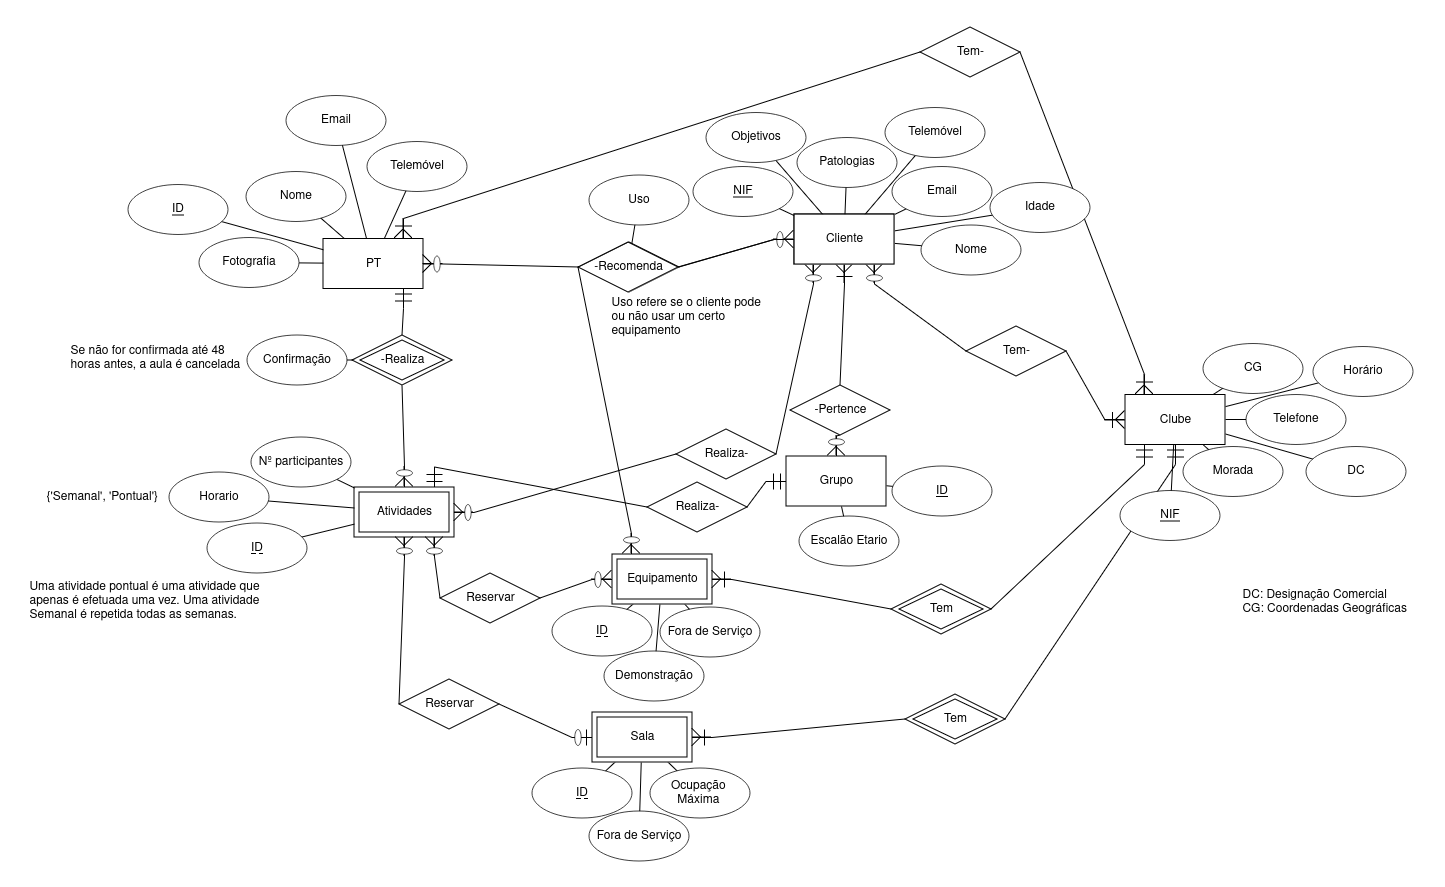 Tem-
Email
Telemóvel
Nome
ID
Fotografia
PT
Objetivos
Telemóvel
Patologias
NIF
Email
Idade
Nome
Cliente
Uso
-Recomenda
Uso refere se o cliente pode
ou não usar um certo
equipamento
Se não for confirmada até 48
horas antes, a aula é cancelada
Confirmação
-Realiza
Tem-
CG
Horário
Clube
Telefone
Morada
DC
NIF
-Pertence
Realiza-
Grupo
ID
Escalão Etario
Realiza-
Nº participantes
{'Semanal', 'Pontual'}
Horario
ID
Atividades
Uma atividade pontual é uma atividade que
apenas é efetuada uma vez. Uma atividade
Semanal é repetida todas as semanas.
Reservar
Equipamento
ID
Fora de Serviço
Demonstração
Tem
DC: Designação Comercial
CG: Coordenadas Geográficas
Reservar
Sala
Tem
ID
Ocupação
Máxima
Fora de Serviço